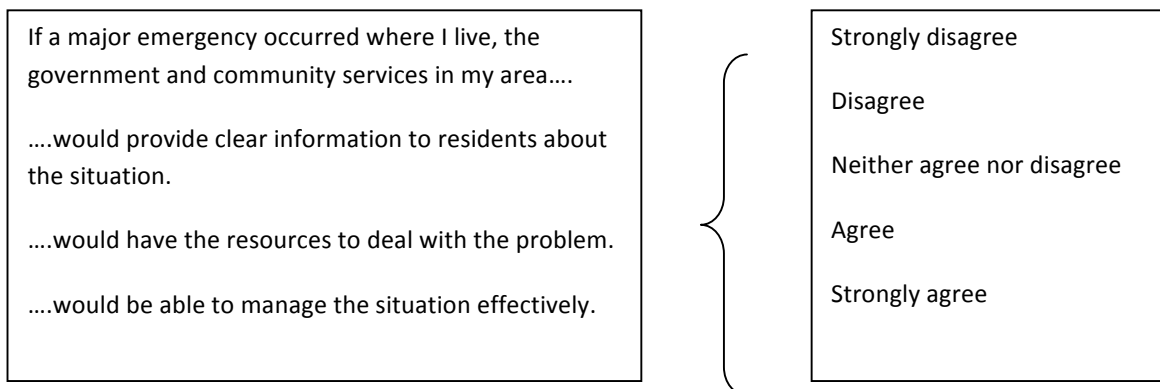 If a major emergency occurred where I live, the
government and community services in my area….
….would provide clear information to residents about
the situation.
….would have the resources to deal with the problem.
….would be able to manage the situation effectively.
Strongly disagree
Disagree
Neither agree nor disagree
Agree
Strongly agree